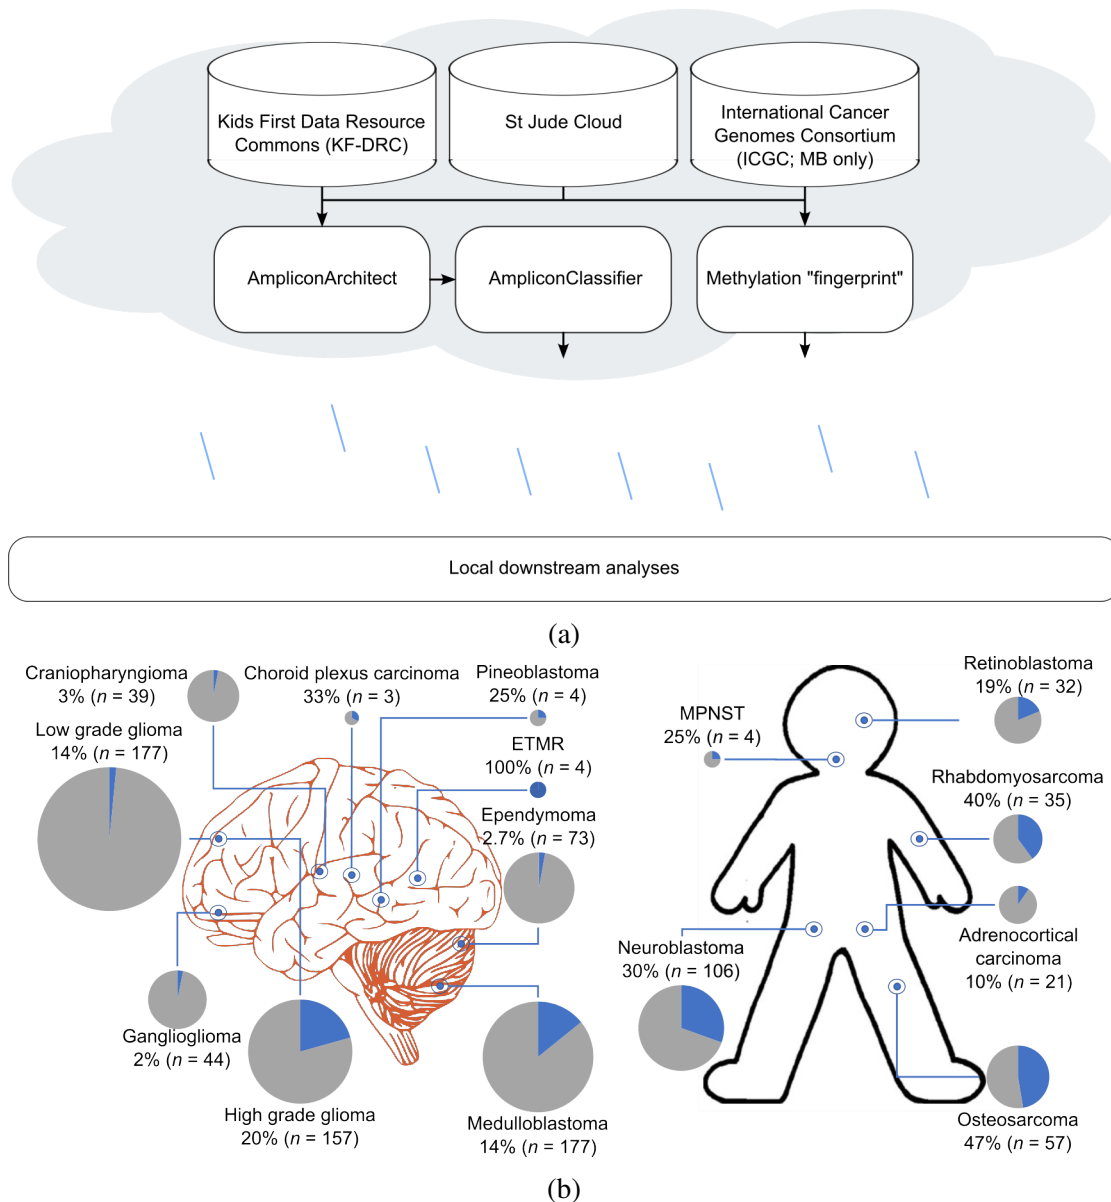 Kids First Data Resource
Commons (KF-DRC)
St Jude Cloud
International Cancer
Genomes Consortium
(ICGC; MB only)
AmpliconArchitect
AmpliconClassifier
Methylation "fingerprint"
Local downstream analyses
(a)
Craniopharyngioma
3% (n = 39)
Choroid plexus carcinoma
33% (n = 3)
Pineoblastoma
25% (n = 4)
Low grade glioma
14% (n = 177)
ETMR
100% (n = 4)
Ependymoma
2.7% (n = 73)
Ganglioglioma
2% (n = 44)
High grade glioma
20% (n = 157)
Medulloblastoma
14% (n = 177)
Retinoblastoma
19% (n = 32)
MPNST
25% (n = 4)
Rhabdomyosarcoma
40% (n = 35)
Neuroblastoma
30% (n = 106)
Adrenocortical
carcinoma
10% (n = 21)
Osteosarcoma
47% (n = 57)
(b)